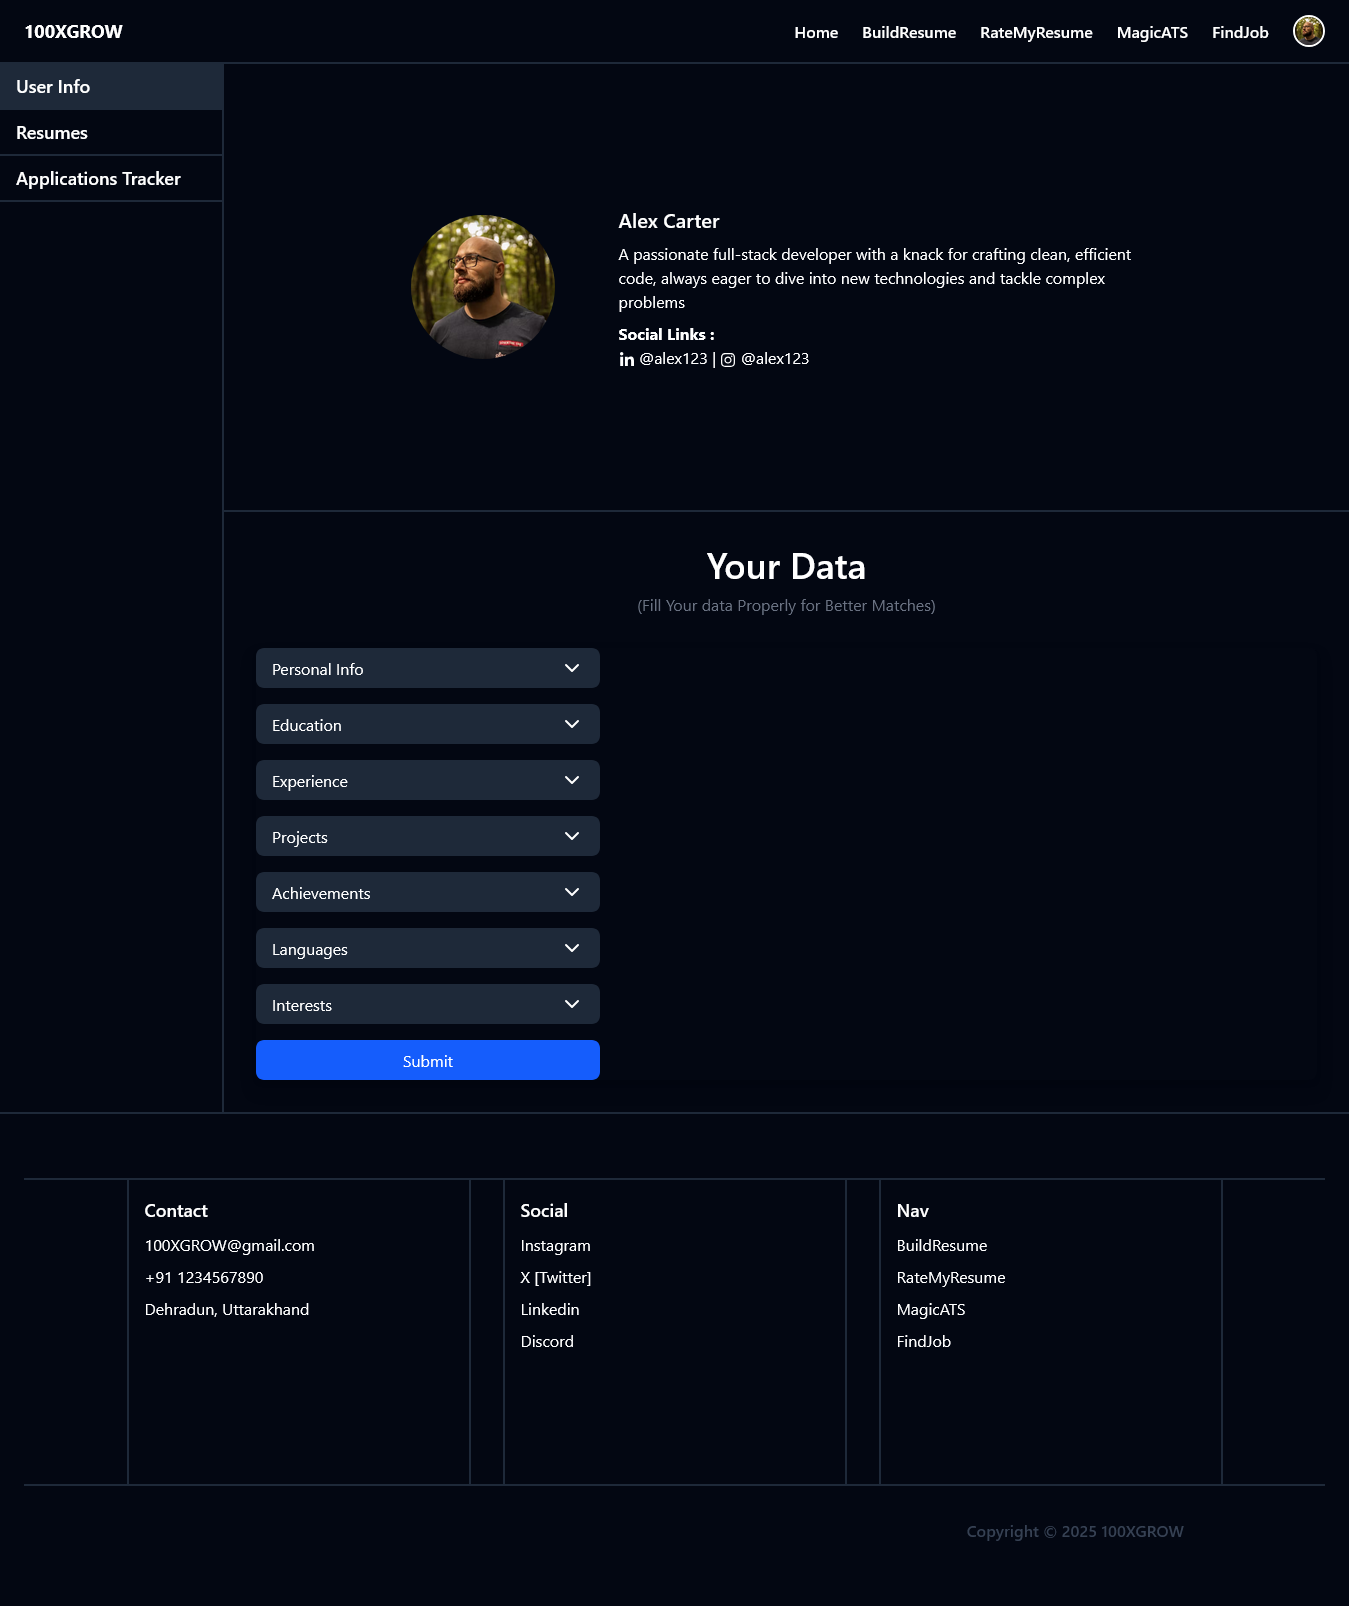 100XGROW
Home
BuildResume
RateMyResume
MagicATS
FindJob
User Info
Resumes
Applications Tracker
Alex Carter
A passionate full-stack developer with a knack for crafting clean, efficient
code, always eager to dive into new technologies and tackle complex
problems
Social Links :
@alex123 | @alex123
Your Data
(Fill Your data Properly for Better Matches)
Personal Info
Education
Experience
Projects
Achievements
Languages
Interests
Submit
Contact
100XGROW@gmail.com
+91 1234567890
Dehradun, Uttarakhand
Social
Instagram
X [Twitter]
Linkedin
Discord
Nav
BuildResume
RateMyResume
MagicATS
FindJob
Copyright © 2025 100XGROW